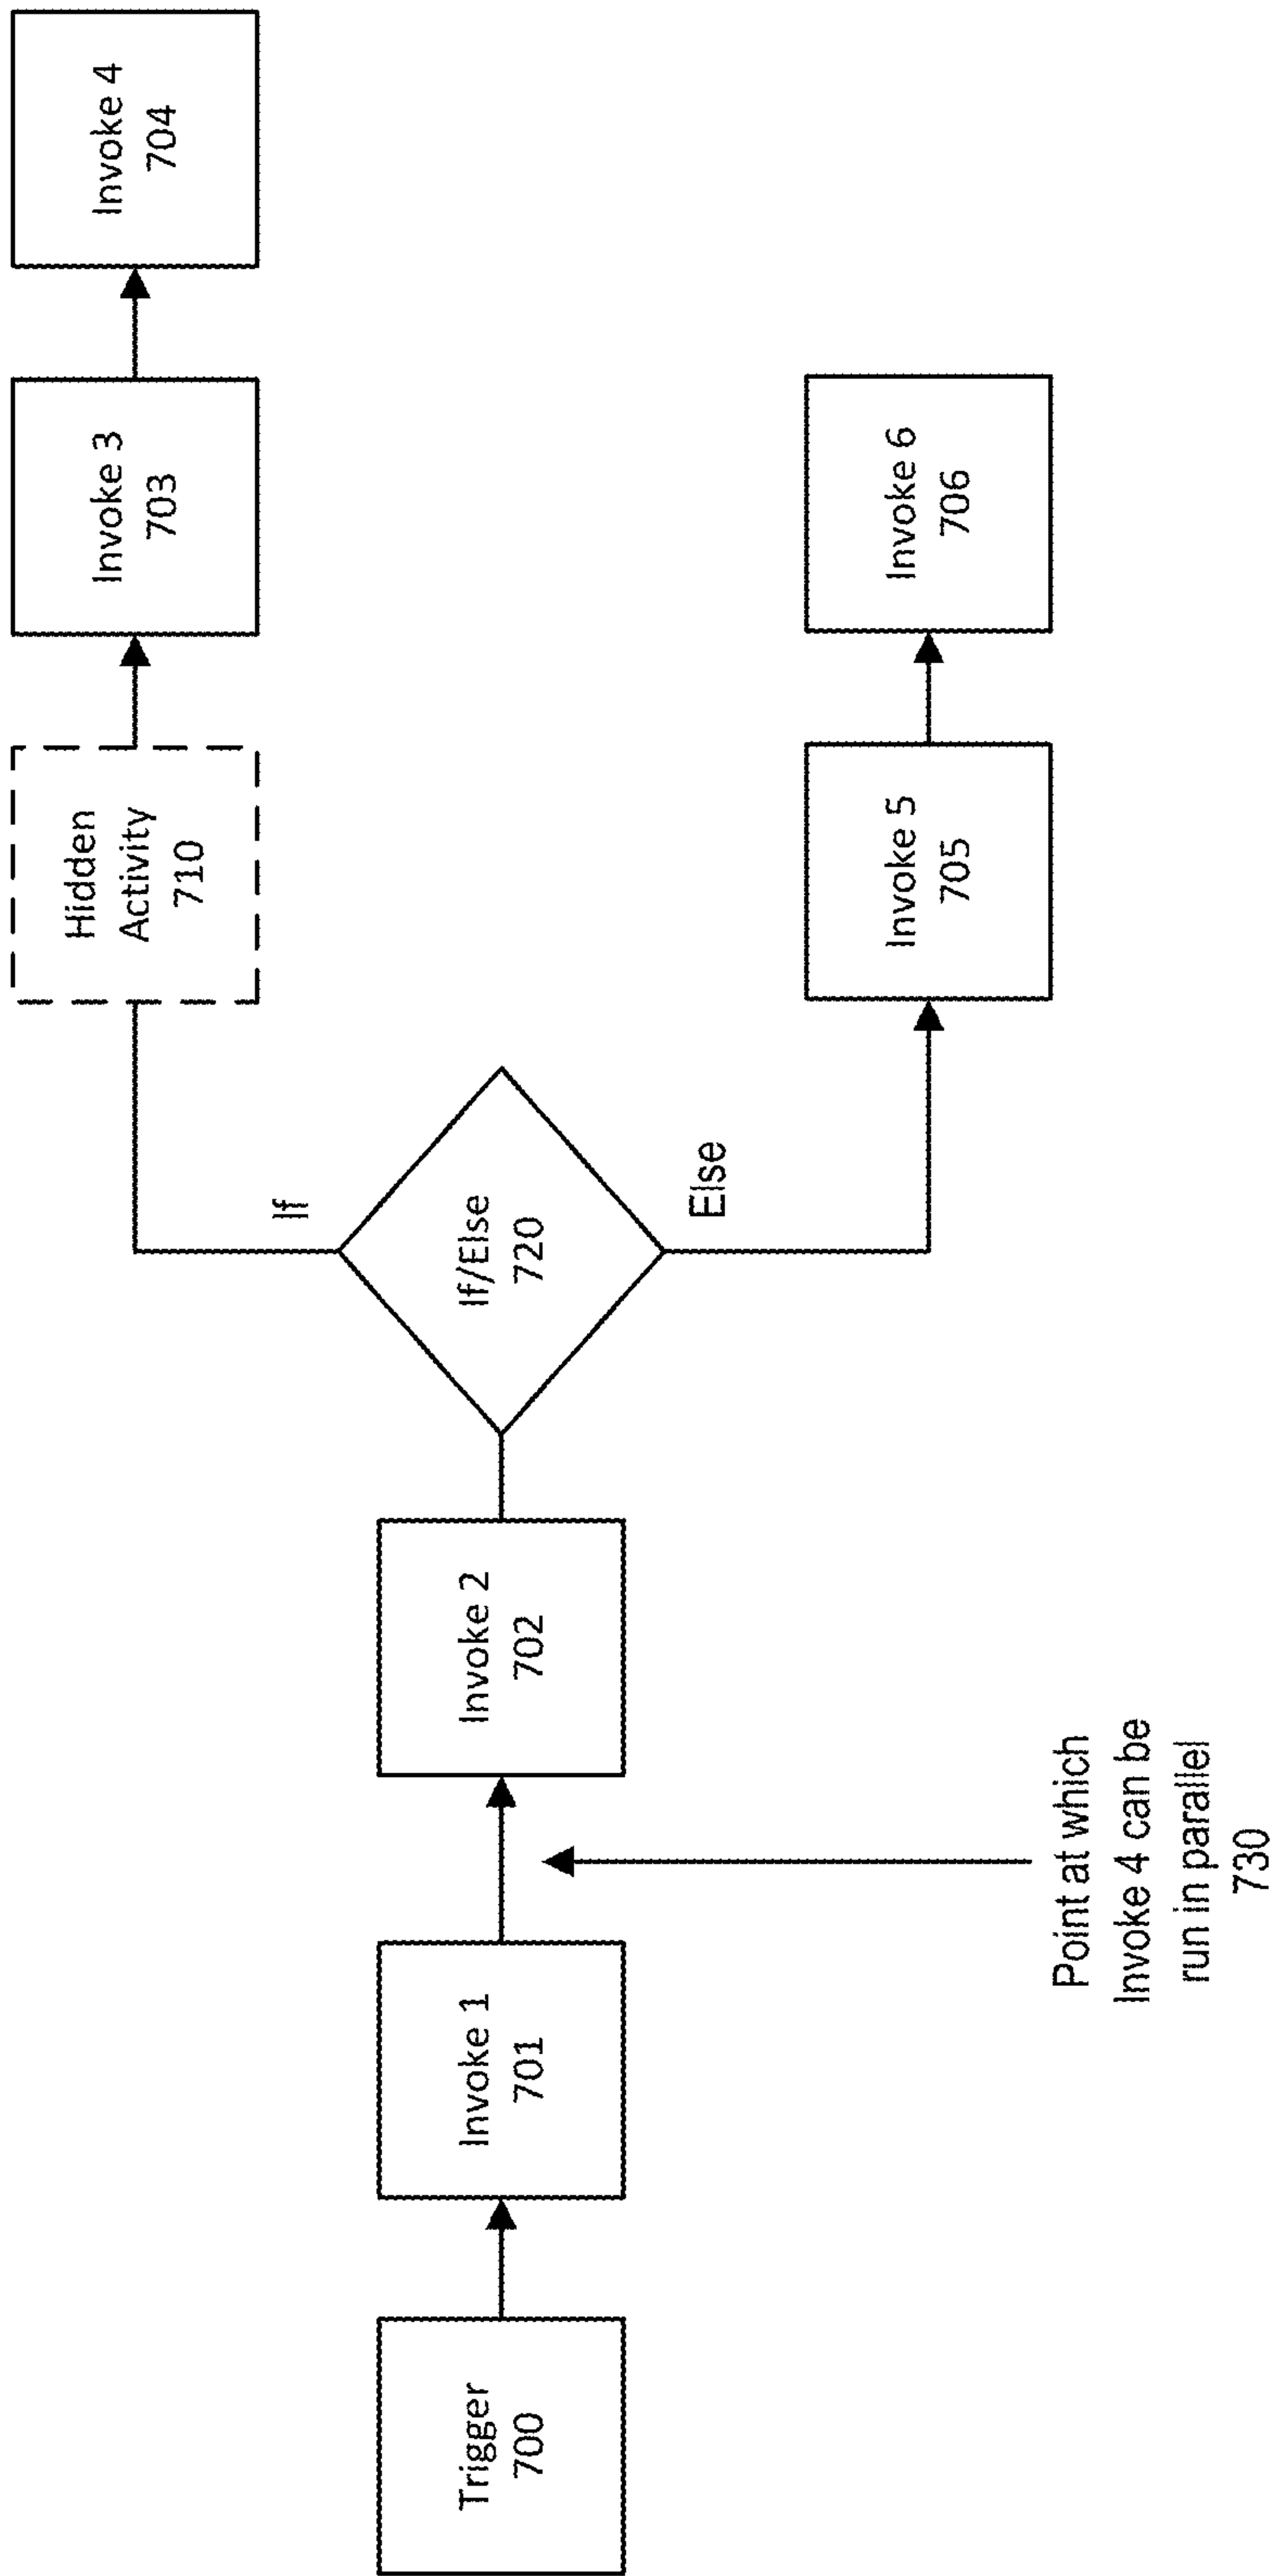 Trigger
700
Invoke 1
701
Invoke 2
702
If/Else
720
If
Hidden
Activity
710
Invoke 3
703
Invoke 4
704
Else
Invoke 5
705
Invoke 6
706
Point at which
Invoke 4 can be
run in parallel
730